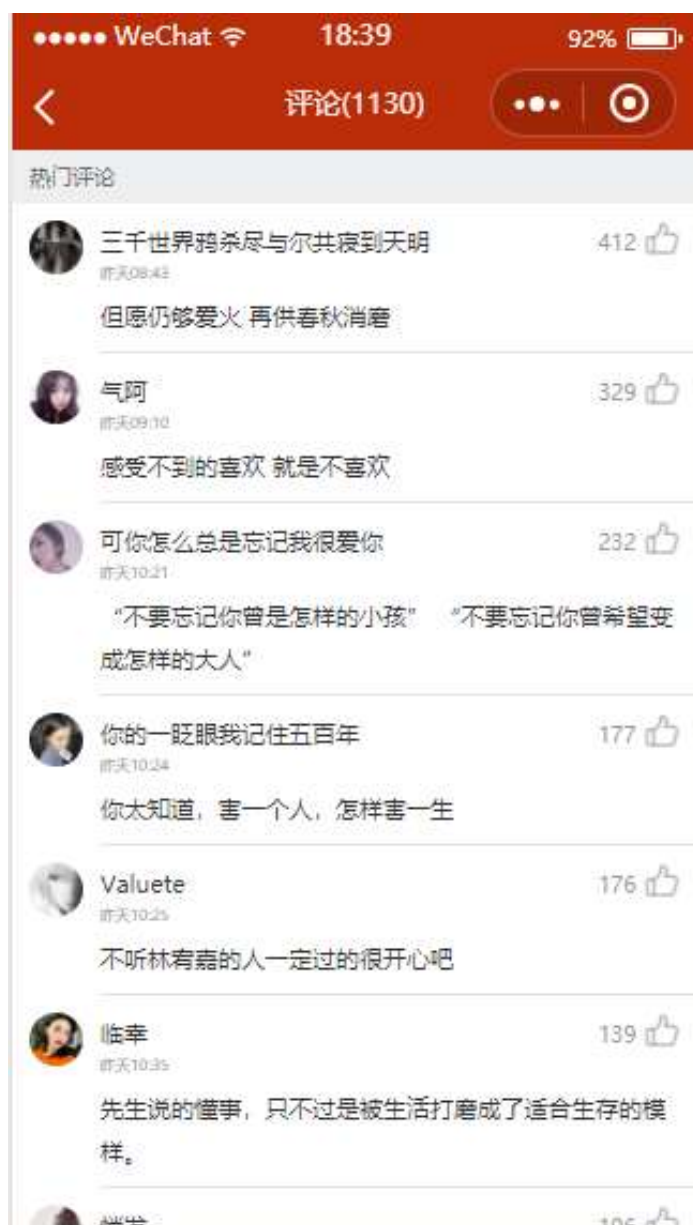 WeChat 18:39 92%
评论(1130)
热门评论
三千世界鸦杀尽与尔共寝到天明 412
昨天08:43
但愿仍够爱火 再供春秋消磨
气阿 329
昨天09:10
感受不到的喜欢 就是不喜欢
可你怎么总是忘记我很爱你 232
昨天10:21
“不要忘记你曾是怎样的小孩” “不要忘记你曾希望变
成怎样的大人”
你的一眨眼我记住五百年 177
昨天10:24
你太知道，害一个人，怎样害一生
Valuete 176
昨天10:25
不听林宥嘉的人一定过的很开心吧
临幸 139
昨天10:35
先生说的懂事，只不过是被生活打磨成了适合生存的模
样。